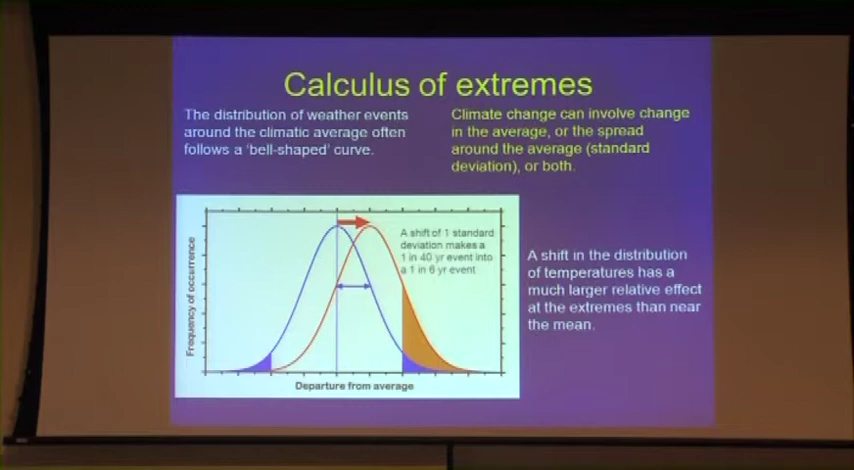 Calculus of extremes
The distribution of weather events
around the climatic average often
follows a 'bell-shaped' curve.
Climate change can involve change
in the average, or the spread
around the average (standard
deviation), or both.
A shift of 1 standard
deviation makes a
1 in 40 yr event into
a 1 in 6 yr event
Frequency of occurrence
Departure from average
A shift in the distribution
of temperatures has a
much larger relative effect
at the extremes than near
the mean.